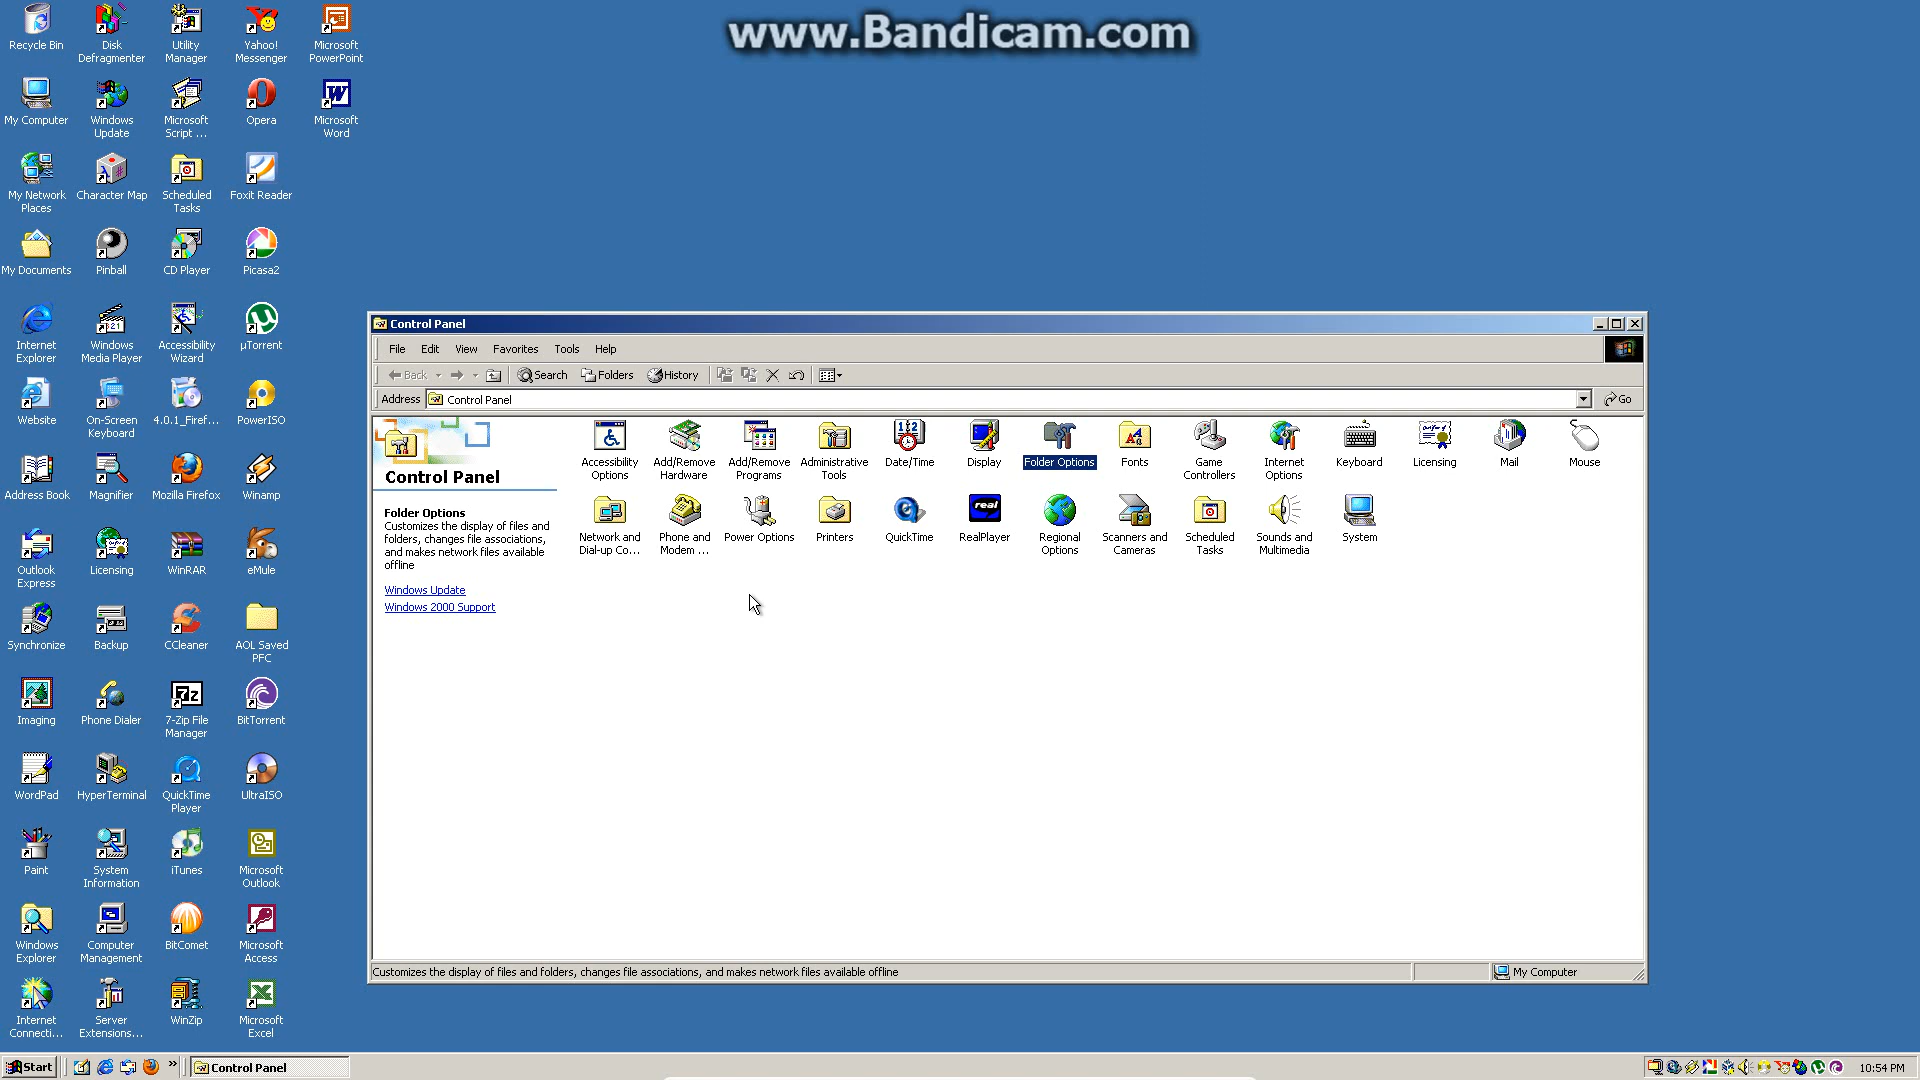 www.Bandicam.com
Recycle Bin
Disk
Defragmenter
Utility
Manager
Yahoo!
Messenger
Microsoft
PowerPoint
My Computer
Windows
Update
Microsoft
Script ...
Opera
Microsoft
Word
My Network
Places
Character Map
Scheduled
Tasks
Foxit Reader
My Documents
Pinball
CD Player
Picasa2
Internet
Explorer
Windows
Media Player
Accessibility
Wizard
µTorrent
Website
On-Screen
Keyboard
4.0.1_Firef...
PowerISO
Address Book
Magnifier
Mozilla Firefox
Winamp
Outlook
Express
Licensing
WinRAR
eMule
Synchronize
Backup
CCleaner
AOL Saved
PFC
Imaging
Phone Dialer
7-Zip File
Manager
BitTorrent
WordPad
HyperTerminal
QuickTime
Player
UltraISO
Paint
System
Information
iTunes
Microsoft
Outlook
Windows
Explorer
Computer
Management
BitComet
Microsoft
Access
Internet
Connecti...
Server
Extensions...
WinZip
Microsoft
Excel
Control Panel
File Edit View Favorites Tools Help
Back Search Folders History
Address Control Panel Go
Control Panel
Folder Options
Customizes the display of files and
folders, changes file associations,
and makes network files available
offline
Windows Update
Windows 2000 Support
Accessibility
Options
Add/Remove
Hardware
Add/Remove
Programs
Administrative
Tools
Date/Time
Display
Folder Options
Fonts
Game
Controllers
Internet
Options
Keyboard
Licensing
Mail
Mouse
Network and
Dial-up Co...
Phone and
Modem ...
Power Options
Printers
QuickTime
real
RealPlayer
Regional
Options
Scanners and
Cameras
Scheduled
Tasks
Sounds and
Multimedia
System
Customizes the display of files and folders, changes file associations, and makes network files available offline
My Computer
Start
Control Panel
10:54 PM